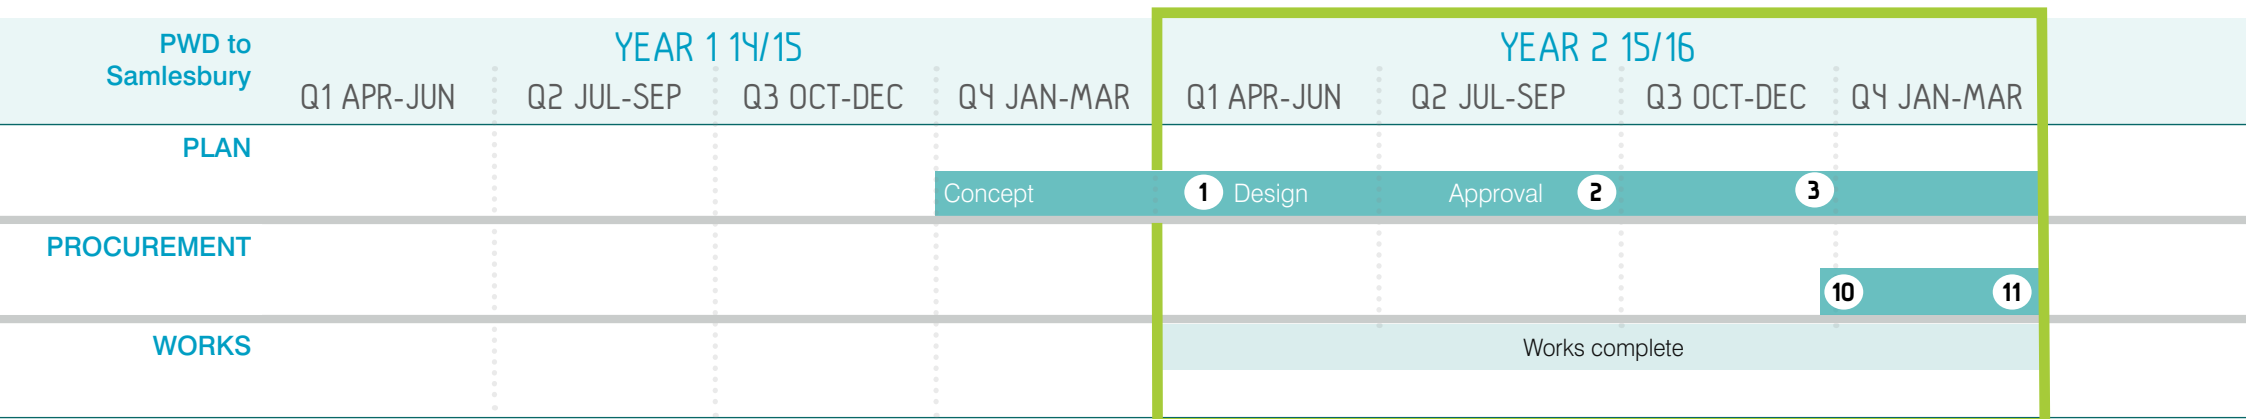 PWD to
Samlesbury
YEAR 1 14/15
YEAR 2 15/16
Q1 APR-JUN
Q2 JUL-SEP
Q3 OCT-DEC
Q4 JAN-MAR
Q1 APR-JUN
Q2 JUL-SEP
Q3 OCT-DEC
Q4 JAN-MAR
PLAN
Concept
1
Design
Approval
2
3
PROCUREMENT
10
11
WORKS
Works complete